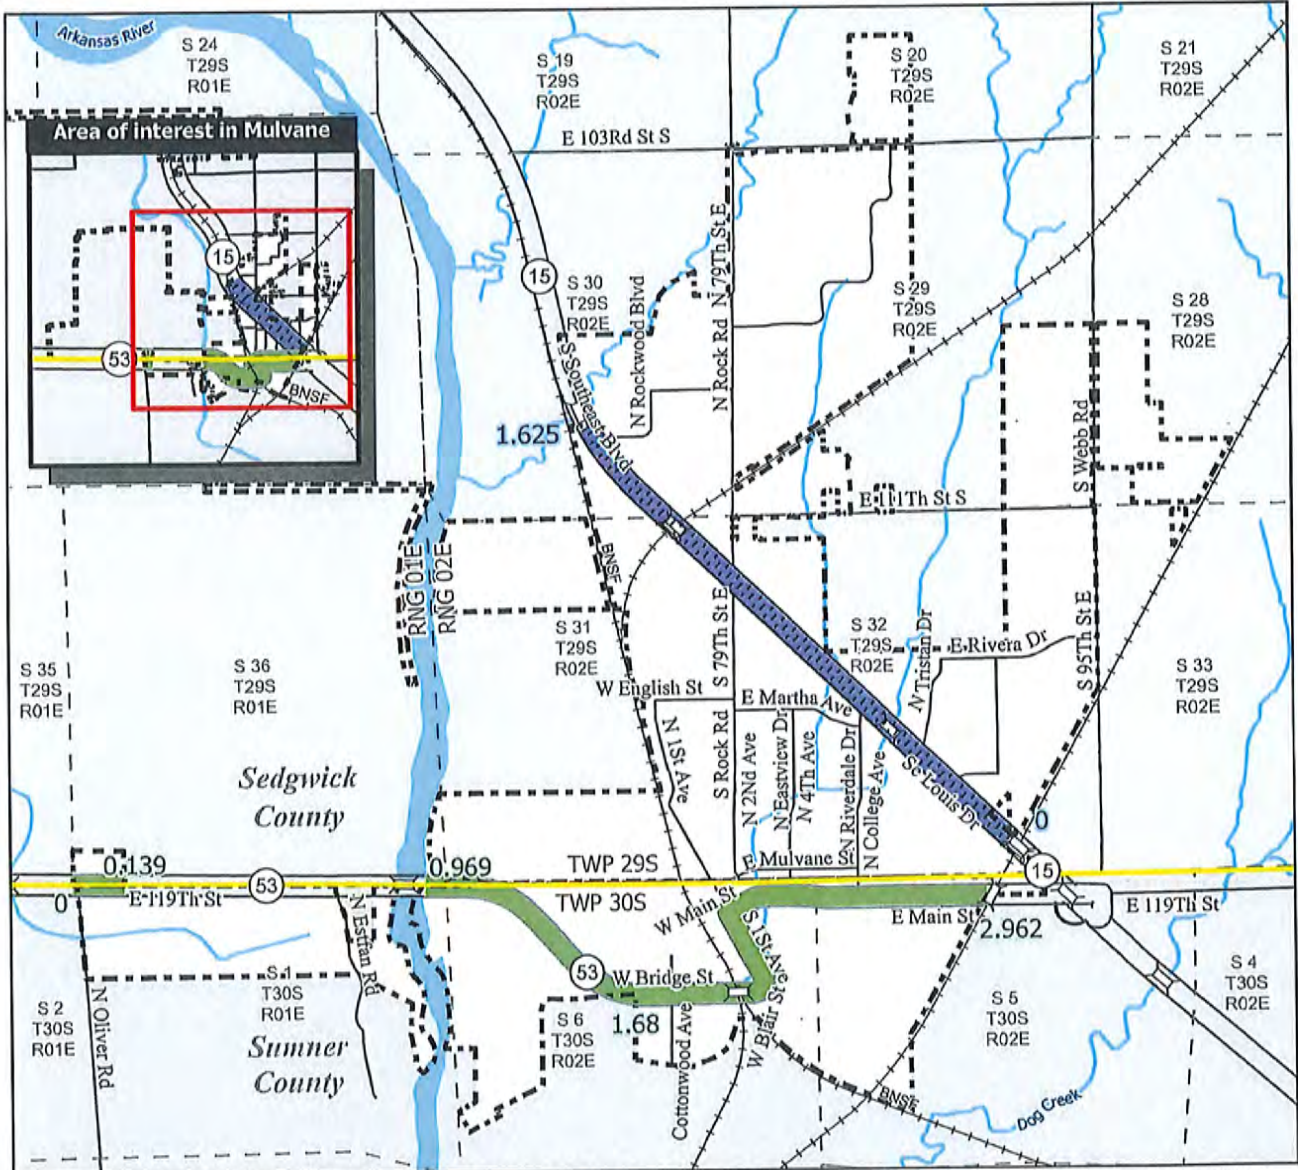 Arkansas River
S 24
T29S
R01E
S 19
T29S
R02E
S 20
T29S
R02E
S 21
T29S
R02E
E 103Rd St S
Area of interest in Mulvane
15
53
BNSF
15
S 30
T29S
R02E
N Rockwood Blvd
N Rock Rd
N 79Th St E
S 29
T29S
R02E
S 28
T29S
R02E
S Southeast Blvd
1.625
S Webb Rd
E 111Th St S
RNG 01E
RNG 02E
BNSF
S 31
T29S
R02E
S 79Th St E
S 32
T29S
R02E
N Tristan Dr
E Rivera Dr
S 95Th St E
S 33
T29S
R02E
S 35
T29S
R01E
S 36
T29S
R01E
W English St
E Martha Ave
N 1St Ave
S Rock Rd
N 2Nd Ave
N Eastview Dr
N 4Th Ave
N Riverdale Dr
N College Ave
Se Louis Dr
Sedgwick
County
0
E Mulvane St
0.139
0.969
TWP 29S
15
53
0
E 119Th St
TWP 30S
W Main St
E Main St
2.962
E 119Th St
N Estfan Rd
S 1St Ave
53
W Bridge St
S 1
T30S
R01E
S 2
T30S
R01E
N Oliver Rd
S 6
T30S
R02E
1.68
Cottonwood Ave
W Blair St
S 5
T30S
R02E
S 4
T30S
R02E
Sumner
County
BNSF
Dog Creek